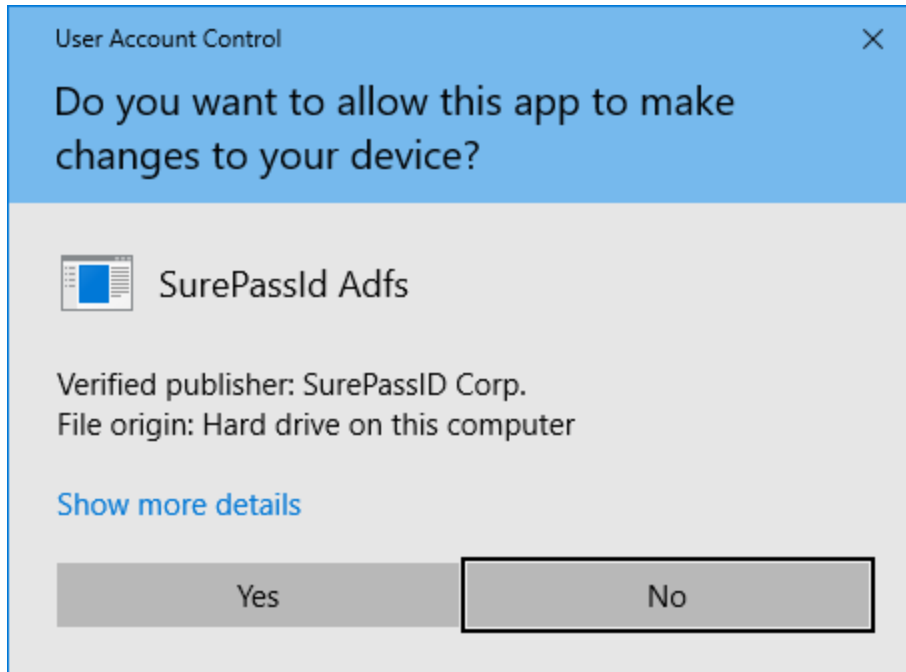 User Account Control
Do you want to allow this app to make
changes to your device?
SurePassId Adfs
Verified publisher: SurePassID Corp.
File origin: Hard drive on this computer
Show more details
Yes
No